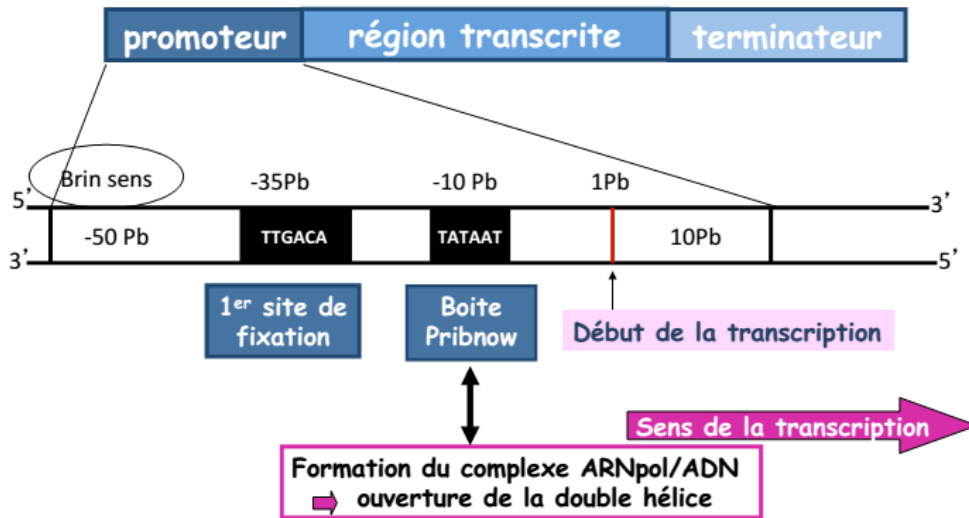 promoteur région transcrite terminateur
Brin sens -35Pb -10 Pb 1Pb
5’ 3’
-50 Pb TTGACA TATAAT 10Pb
3’ 5’
1er site de
fixation
Boite
Pribnow
Début de la transcription
Sens de la transcription
Formation du complexe ARNpol/ADN
ouverture de la double hélice